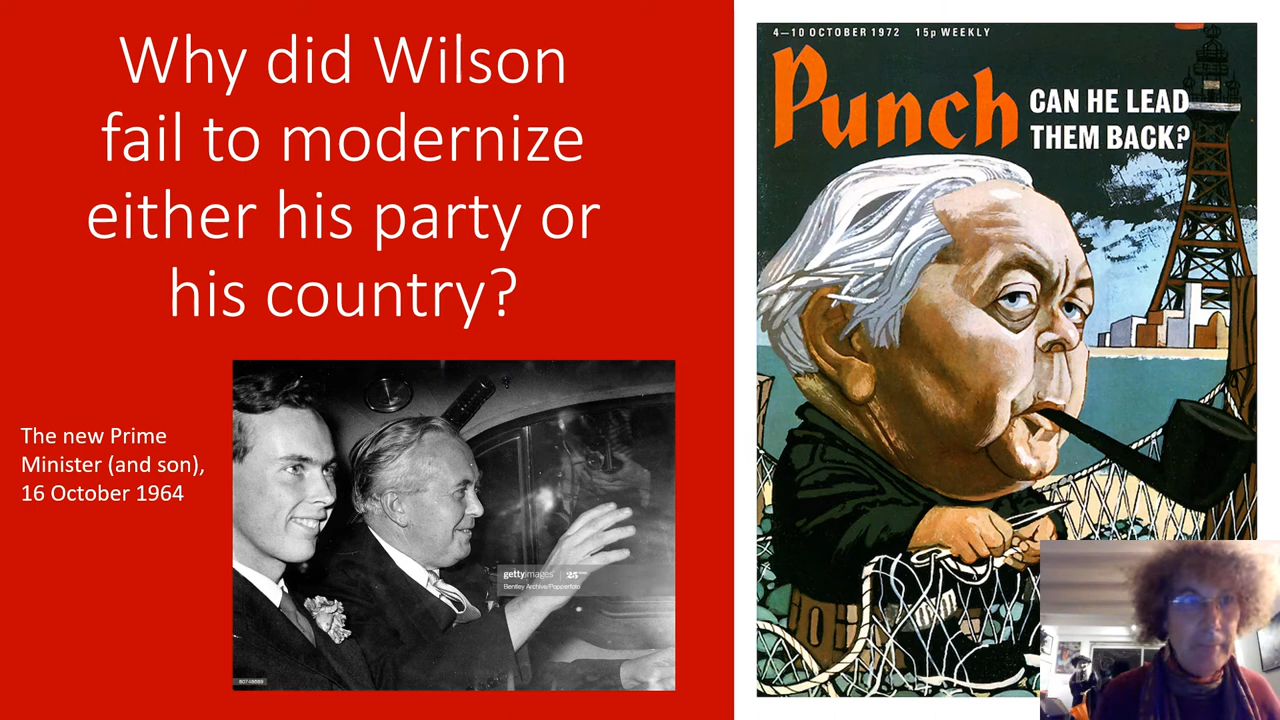 Why did Wilson
fail to modernize
either his party or
his country?
The new Prime
Minister (and son),
16 October 1964
gettyimages
Bentley Archive/Popperfoto
4–10 OCTOBER 1972 15p WEEKLY
Punch
CAN HE LEAD
THEM BACK?